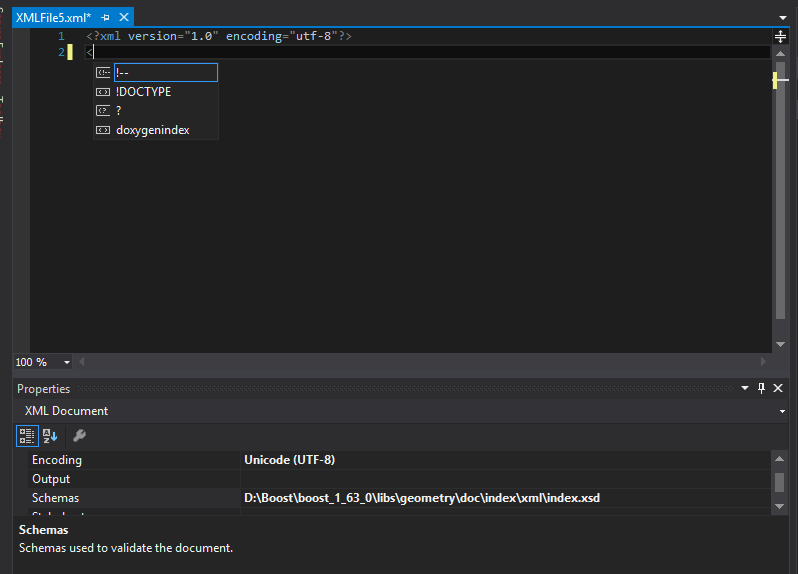 XMLFile5.xml*
1 <?xml version="1.0" encoding="utf-8"?>
2 <
!--
!DOCTYPE
?
doxygenindex
100 %
Properties
XML Document
Encoding Unicode (UTF-8)
Output
Schemas D:\Boost\boost_1_63_0\libs\geometry\doc\index\xml\index.xsd
Schemas
Schemas used to validate the document.